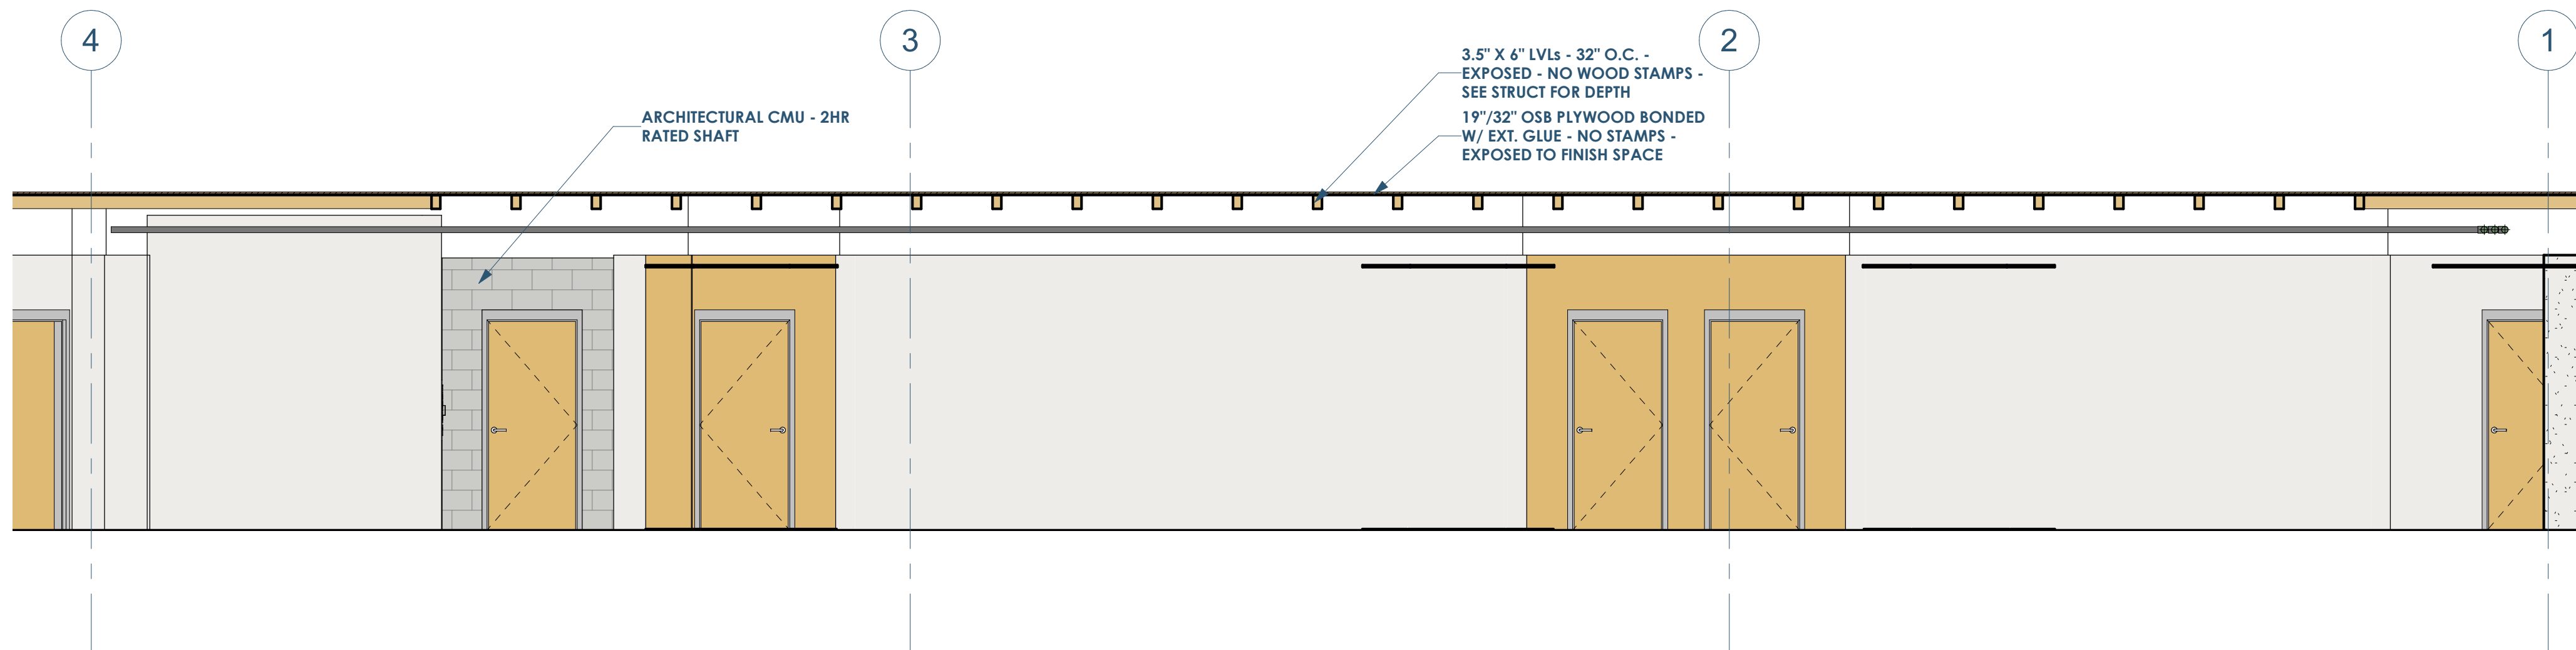 4
3
2
1
3.5" X 6" LVLs - 32" O.C. -
EXPOSED - NO WOOD STAMPS -
SEE STRUCT FOR DEPTH
ARCHITECTURAL CMU - 2HR
RATED SHAFT
19"/32" OSB PLYWOOD BONDED
W/ EXT. GLUE - NO STAMPS -
EXPOSED TO FINISH SPACE